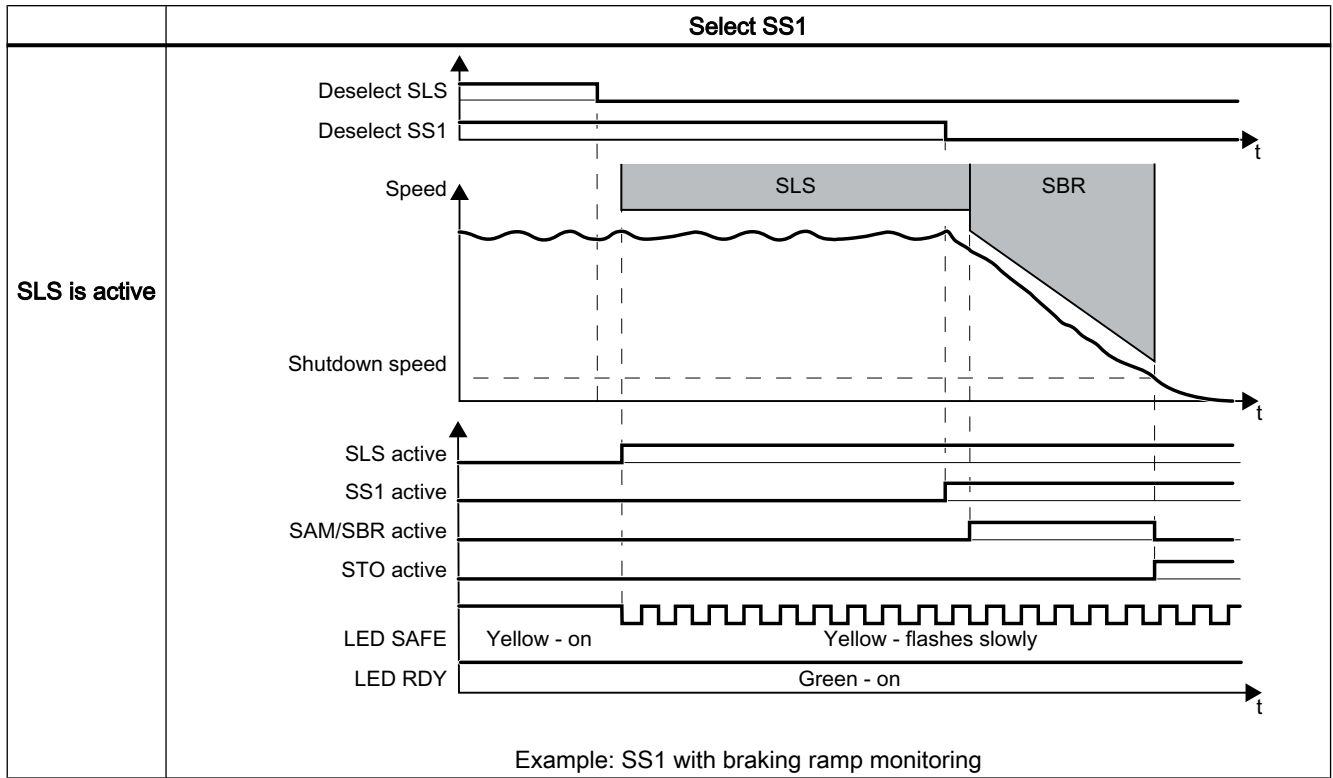 Select SS1
SLS is active
Deselect SLS
Deselect SS1
t
Speed
SLS
SBR
Shutdown speed
t
SLS active
SS1 active
SAM/SBR active
STO active
LED SAFE
Yellow - on
Yellow - flashes slowly
LED RDY
Green - on
t
Example: SS1 with braking ramp monitoring